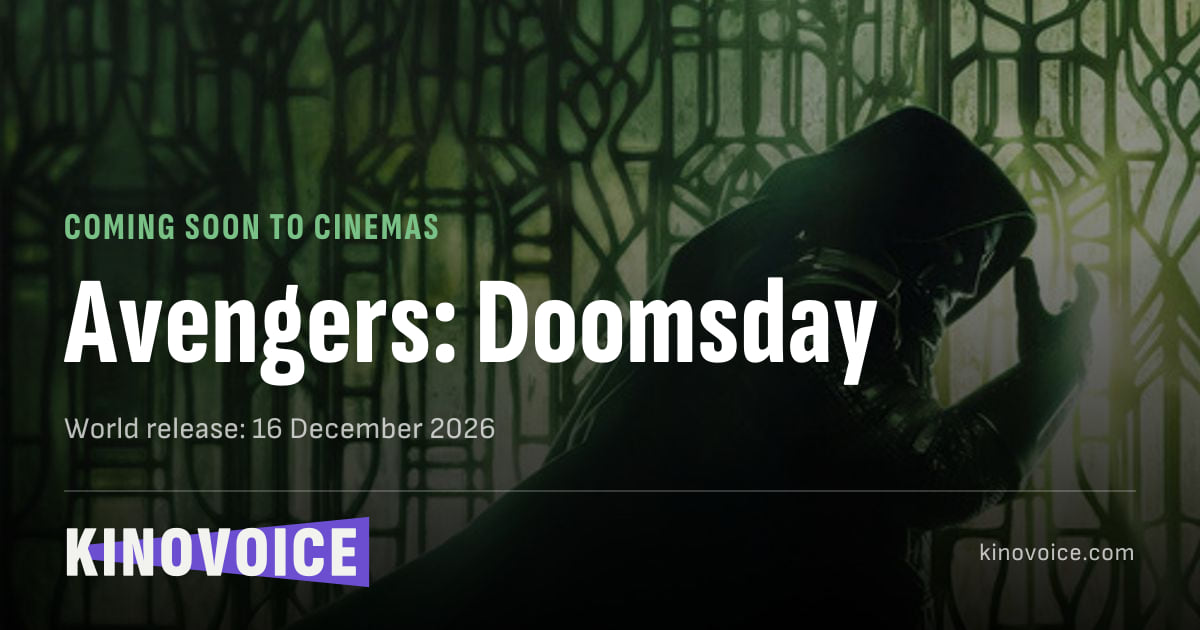 COMING SOON TO CINEMAS
Avengers: Doomsday
World release: 16 December 2026
KINOVOICE
kinovoice.com